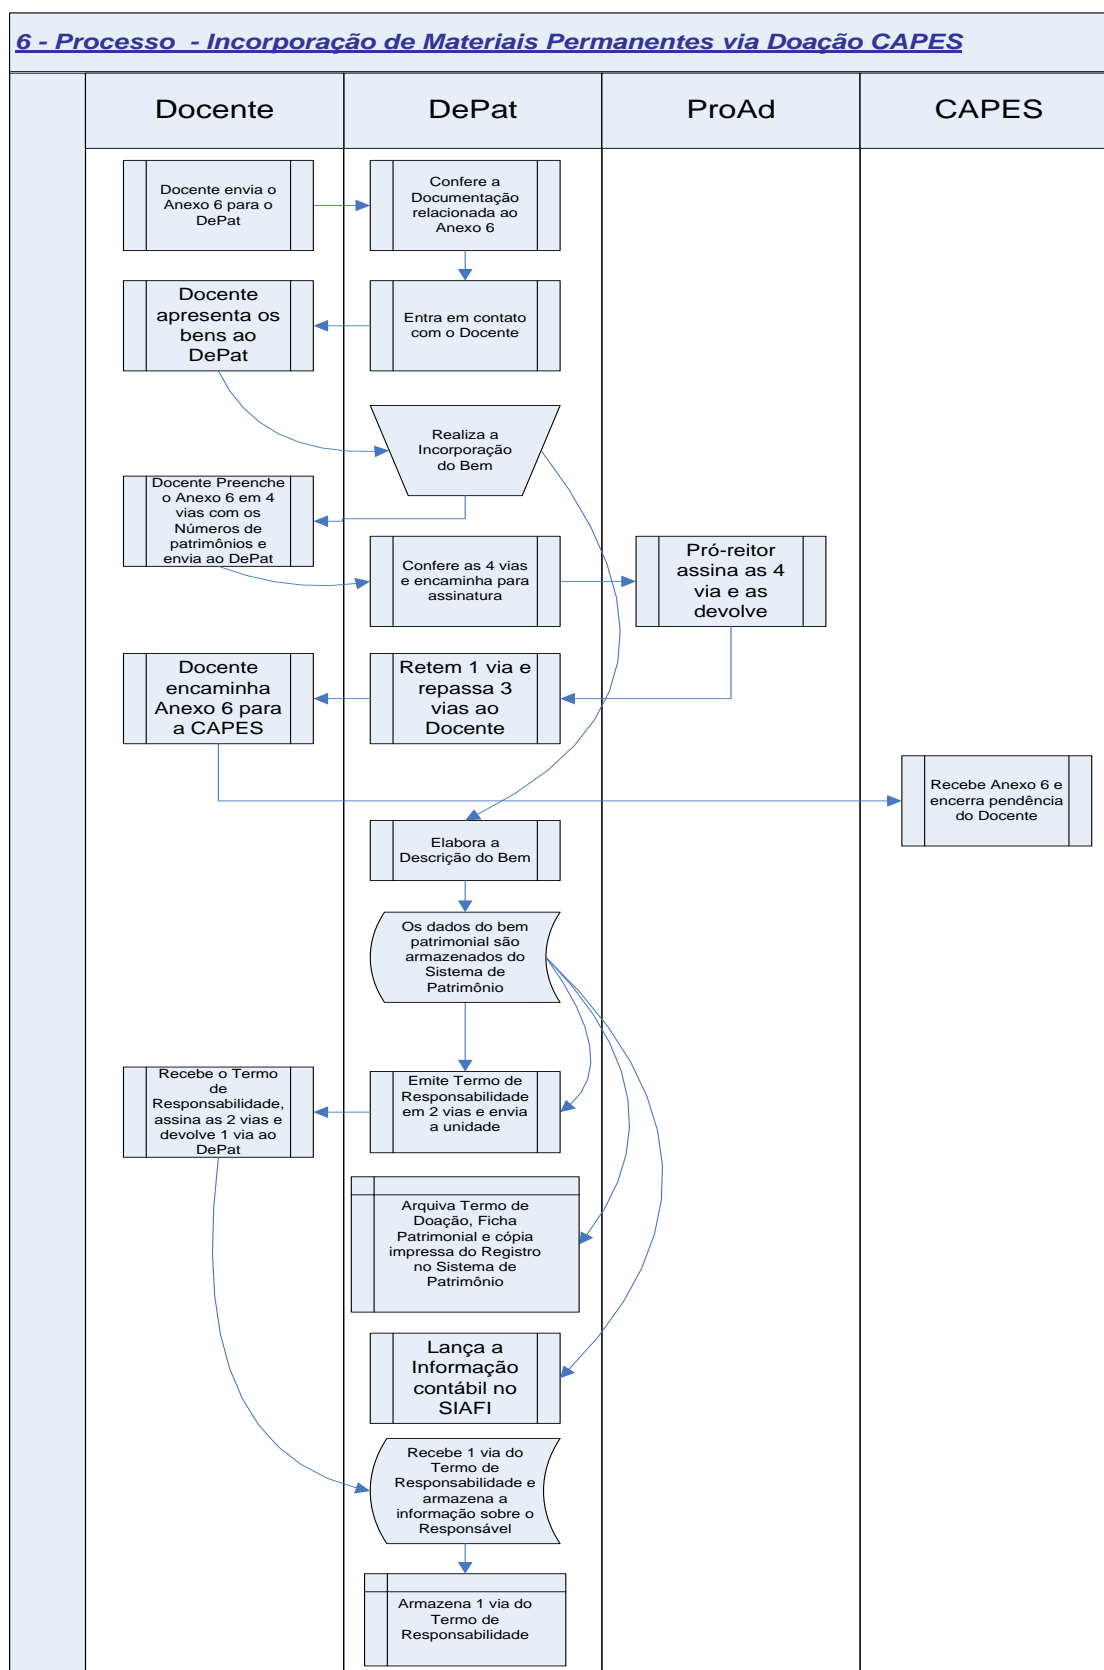 6 - Processo - Incorporação de Materiais Permanentes via Doação CAPES
Docente
DePat
ProAd
CAPES
Docente envia o
Anexo 6 para o
DePat
Confere a
Documentação
relacionada ao
Anexo 6
Docente
apresenta os
bens ao
DePat
Entra em contato
com o Docente
Realiza a
Incorporação
do Bem
Docente Preenche
o Anexo 6 em 4
vias com os
Números de
patrimônios e
envia ao DePat
Confere as 4 vias
e encaminha para
assinatura
Pró-reitor
assina as 4
via e as
devolve
Docente
encaminha
Anexo 6 para
a CAPES
Retem 1 via e
repassa 3
vias ao
Docente
Recebe Anexo 6 e
encerra pendência
do Docente
Elabora a
Descrição do Bem
Os dados do bem
patrimonial são
armazenados do
Sistema de
Patrimônio
Recebe o Termo
de
Responsabilidade,
assina as 2 vias e
devolve 1 via ao
DePat
Emite Termo de
Responsabilidade
em 2 vias e envia
a unidade
Arquiva Termo de
Doação, Ficha
Patrimonial e cópia
impressa do Registro
no Sistema de
Patrimônio
Lança a
Informação
contábil no
SIAFI
Recebe 1 via do
Termo de
Responsabilidade e
armazena a
informação sobre o
Responsável
Armazena 1 via do
Termo de
Responsabilidade